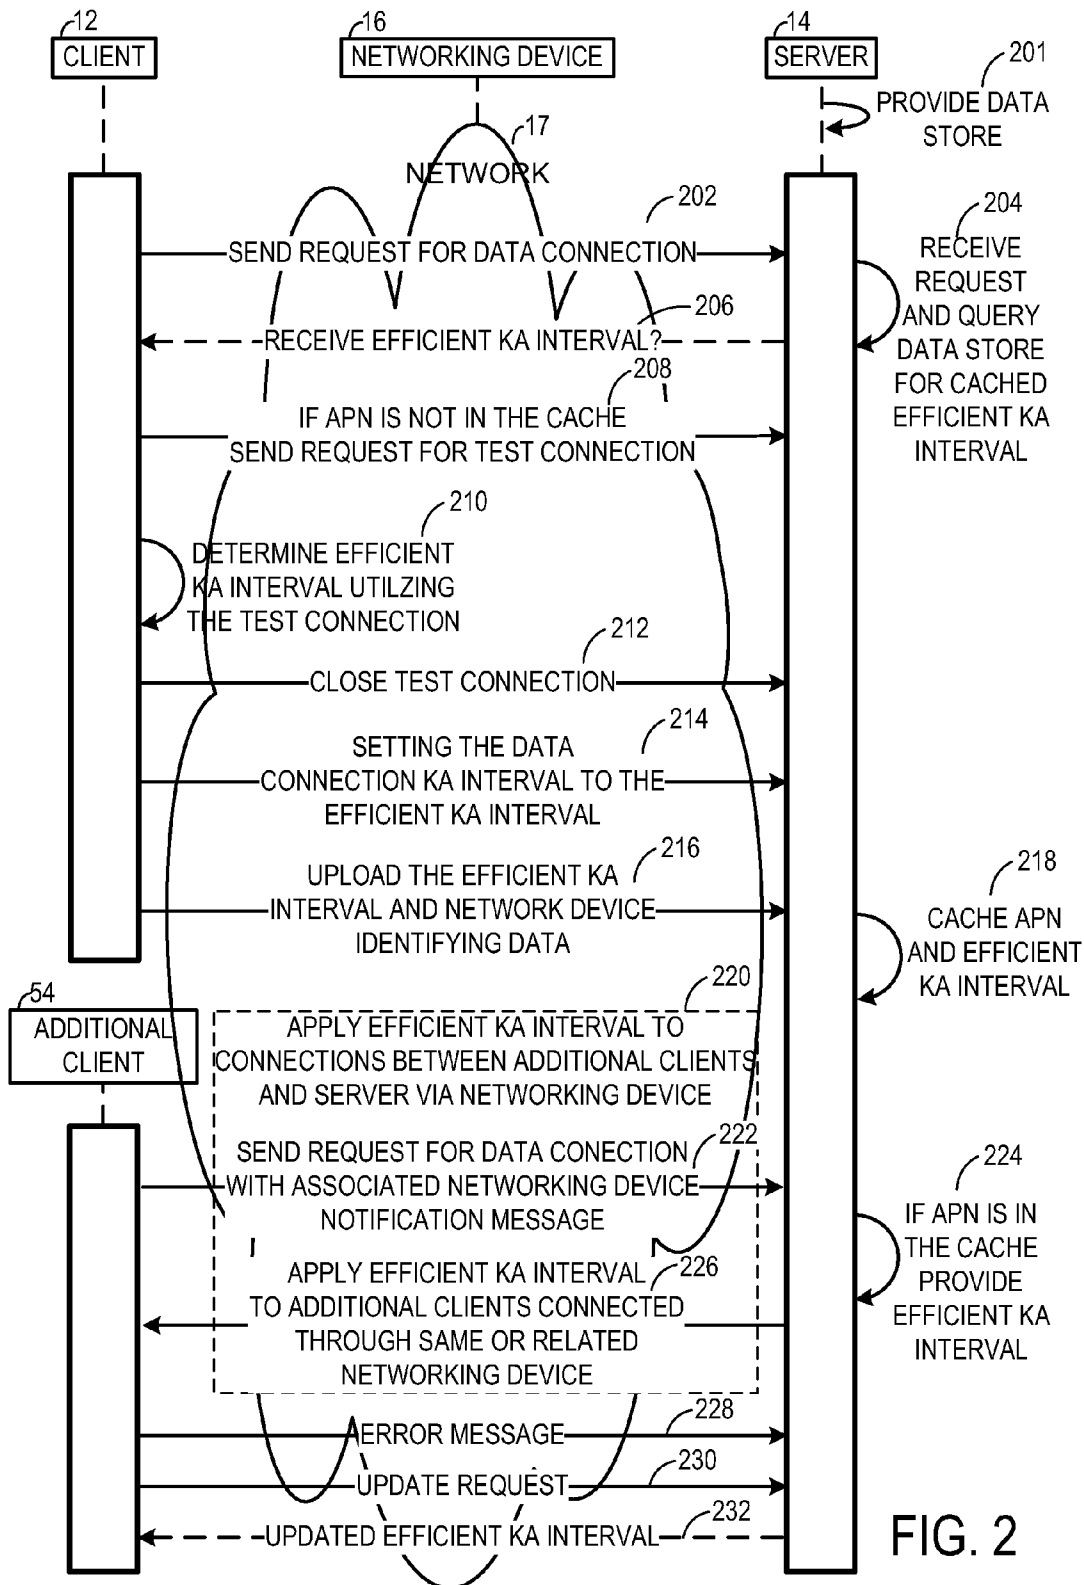 12
CLIENT
16
NETWORKING DEVICE
14
SERVER
201
PROVIDE DATA
STORE
17
NETWORK
202
SEND REQUEST FOR DATA CONNECTION
204
RECEIVE
REQUEST
AND QUERY
DATA STORE
FOR CACHED
EFFICIENT KA
INTERVAL
206
RECEIVE EFFICIENT KA INTERVAL?
208
IF APN IS NOT IN THE CACHE
SEND REQUEST FOR TEST CONNECTION
210
DETERMINE EFFICIENT
KA INTERVAL UTILZING
THE TEST CONNECTION
212
CLOSE TEST CONNECTION
214
SETTING THE DATA
CONNECTION KA INTERVAL TO THE
EFFICIENT KA INTERVAL
216
UPLOAD THE EFFICIENT KA
INTERVAL AND NETWORK DEVICE
IDENTIFYING DATA
218
CACHE APN
AND EFFICIENT
KA INTERVAL
54
ADDITIONAL
CLIENT
220
APPLY EFFICIENT KA INTERVAL TO
CONNECTIONS BETWEEN ADDITIONAL CLIENTS
AND SERVER VIA NETWORKING DEVICE
222
SEND REQUEST FOR DATA CONECTION
WITH ASSOCIATED NETWORKING DEVICE
NOTIFICATION MESSAGE
224
IF APN IS IN
THE CACHE
PROVIDE
EFFICIENT KA
INTERVAL
226
APPLY EFFICIENT KA INTERVAL
TO ADDITIONAL CLIENTS CONNECTED
THROUGH SAME OR RELATED
NETWORKING DEVICE
228
ERROR MESSAGE
230
UPDATE REQUEST
232
UPDATED EFFICIENT KA INTERVAL
FIG. 2